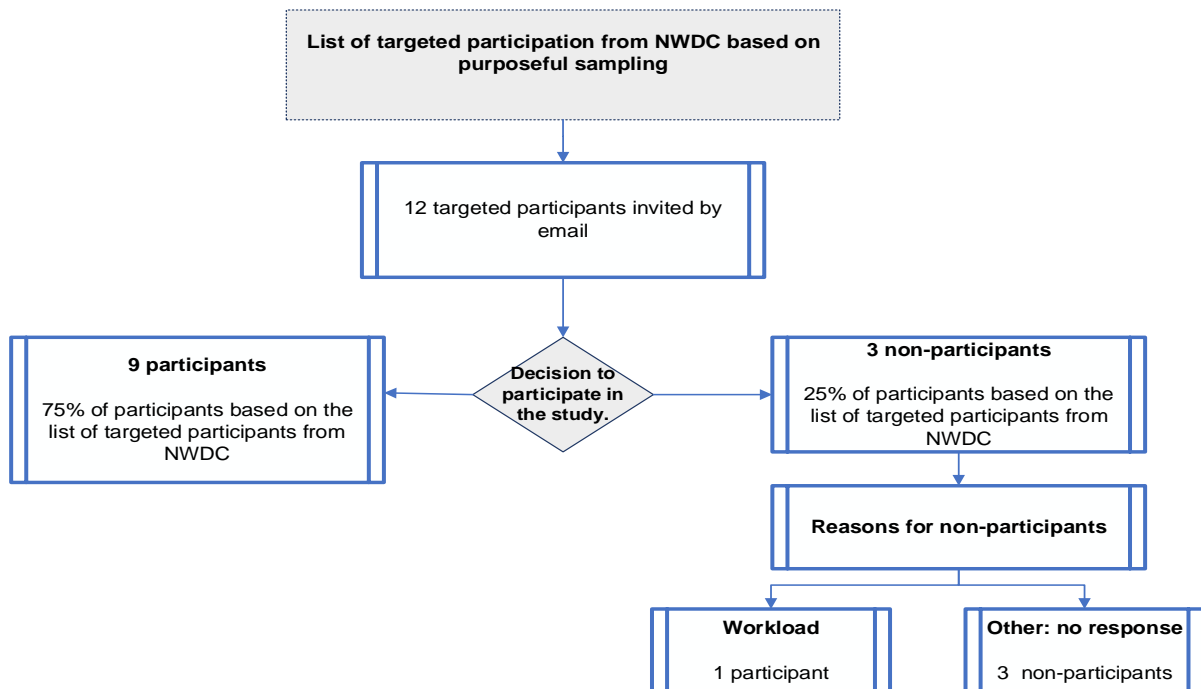 List of targeted participation from NWDC based on
purposeful sampling
12 targeted participants invited by
email
Decision to
participate in
the study.
9 participants
75% of participants based on the
list of targeted participants from
NWDC
3 non-participants
25% of participants based on the
list of targeted participants from
NWDC
Reasons for non-participants
Workload
1 participant
Other: no response
3 non-participants